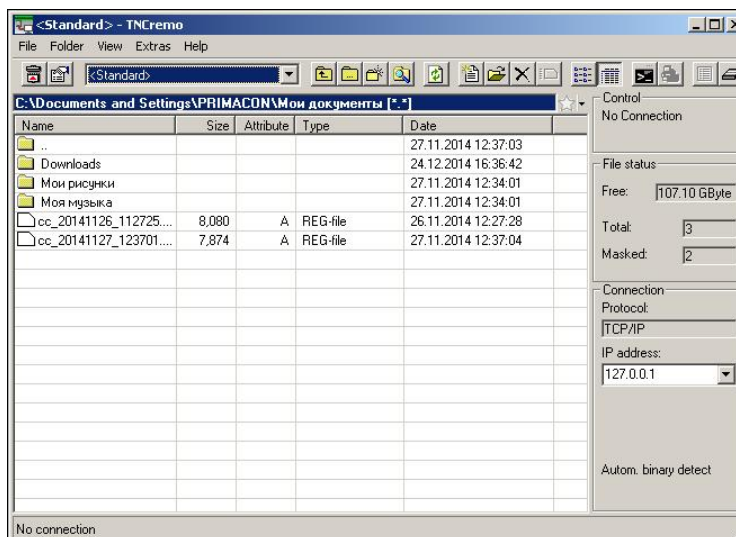 <Standard> - TNCremo
File Folder View Extras Help
<Standard>
C:\Documents and Settings\PRIMACON\Мои документы [*.*]
Name Size Attribute Type Date
.. 27.11.2014 12:37:03
Downloads 24.12.2014 16:36:42
Мои рисунки 27.11.2014 12:34:01
Моя музыка 27.11.2014 12:34:01
cc_20141126_112725.... 8,080 A REG-file 26.11.2014 12:27:28
cc_20141127_123701.... 7,874 A REG-file 27.11.2014 12:37:04
Control
No Connection
File status
Free: 107.10 GByte
Total: 3
Masked: 2
Connection
Protocol:
TCP/IP
IP address:
127.0.0.1
Autom. binary detect
No connection